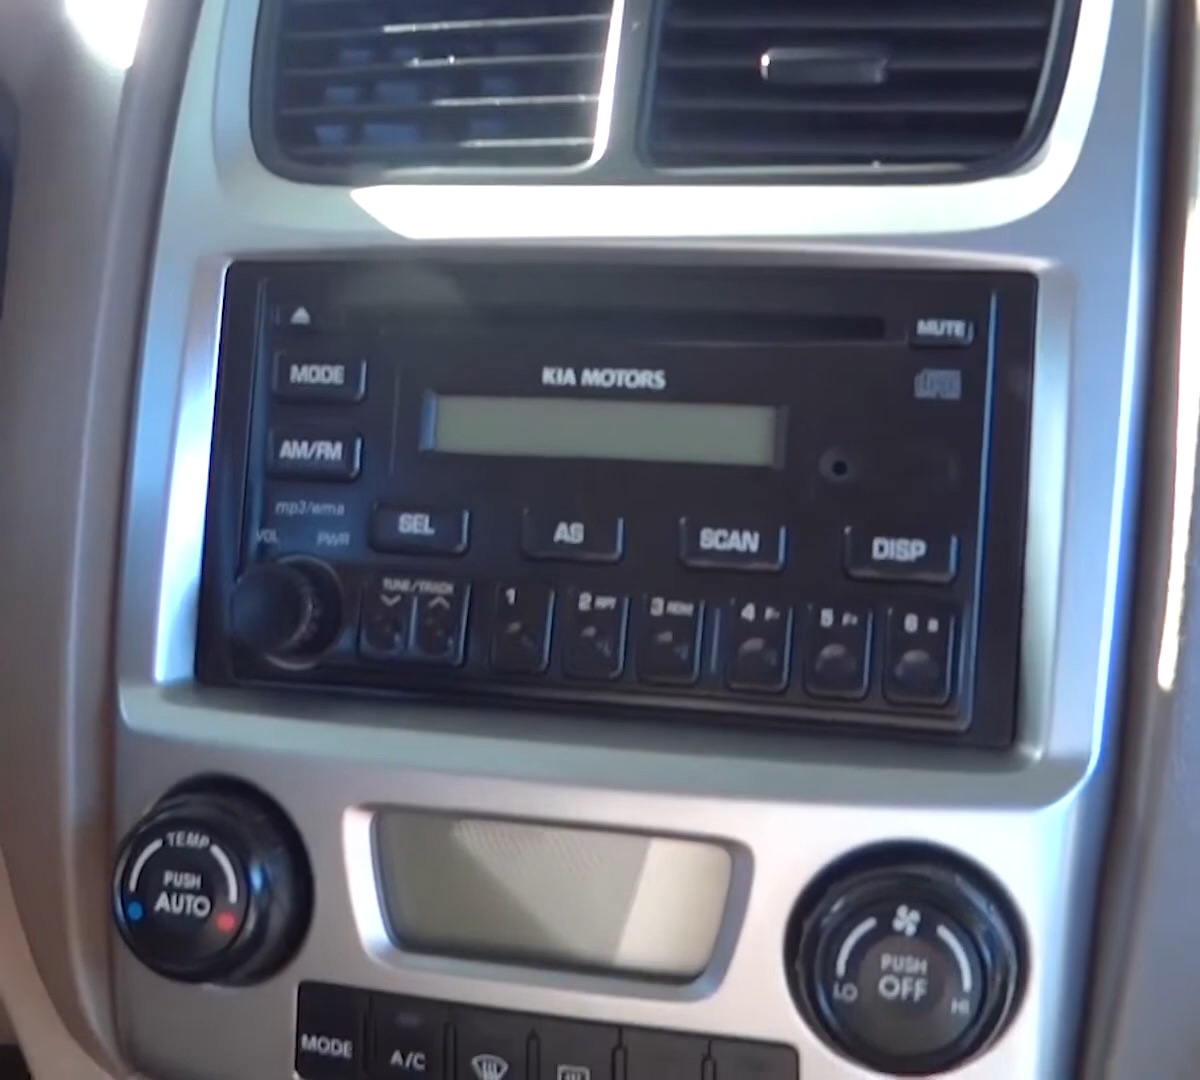 MUTE
MODE
KIA MOTORS
AM/FM
mp3/wma
VOL PWR
SEL AS SCAN DISP
TUNE/TRACK
1 2 RPT 3 RDM 4 5 6
TEMP
PUSH
AUTO
PUSH
OFF
LO HI
MODE A/C